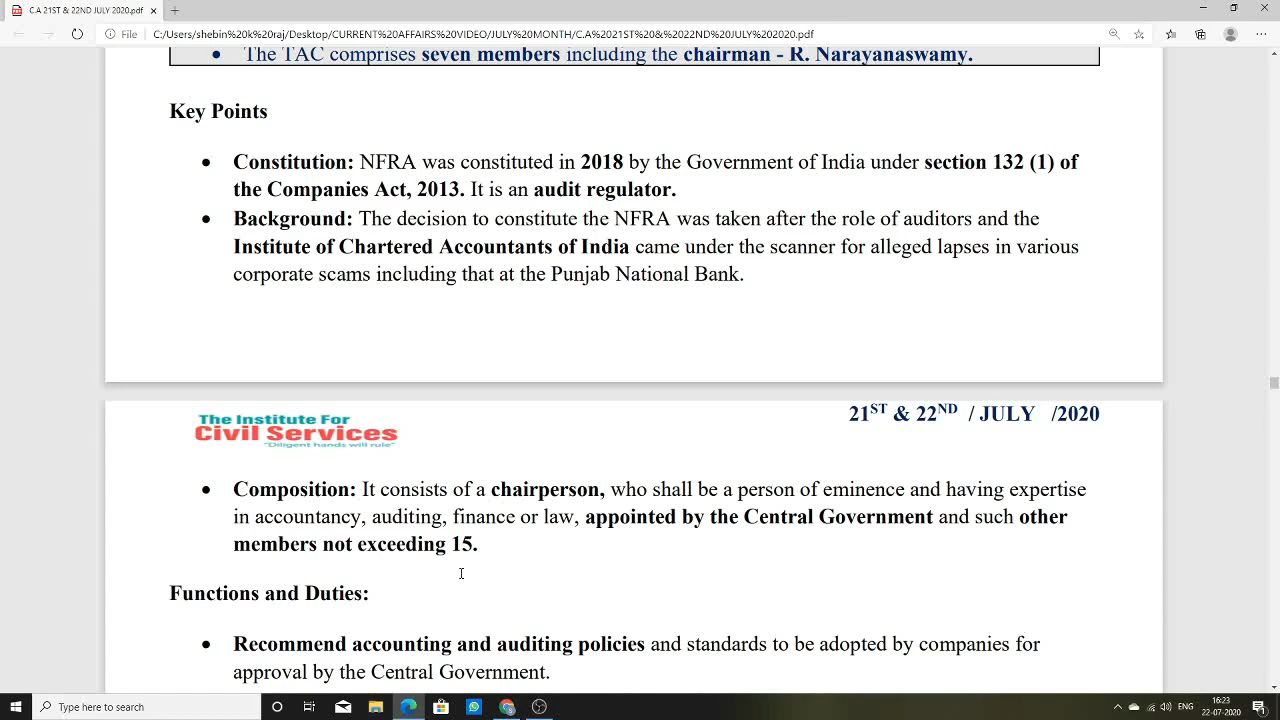 C.A 21ST & 22ND JULY 2020.pdf
File
C:/Users/shebin%20k%20raj/Desktop/CURRENT%20AFFAIRS%20VIDEO/JULY%20MONTH/C.A%2021ST%20&%2022ND%20JULY%202020.pdf
• The TAC comprises seven members including the chairman - R. Narayanaswamy.
Key Points
• Constitution: NFRA was constituted in 2018 by the Government of India under section 132 (1) of
the Companies Act, 2013. It is an audit regulator.
• Background: The decision to constitute the NFRA was taken after the role of auditors and the
Institute of Chartered Accountants of India came under the scanner for alleged lapses in various
corporate scams including that at the Punjab National Bank.
The Institute For
Civil Services
"Diligent hands will rule"
21ST & 22ND / JULY /2020
• Composition: It consists of a chairperson, who shall be a person of eminence and having expertise
in accountancy, auditing, finance or law, appointed by the Central Government and such other
members not exceeding 15.
Functions and Duties:
• Recommend accounting and auditing policies and standards to be adopted by companies for
approval by the Central Government.
Type here to search
ENG
16:23
22-07-2020